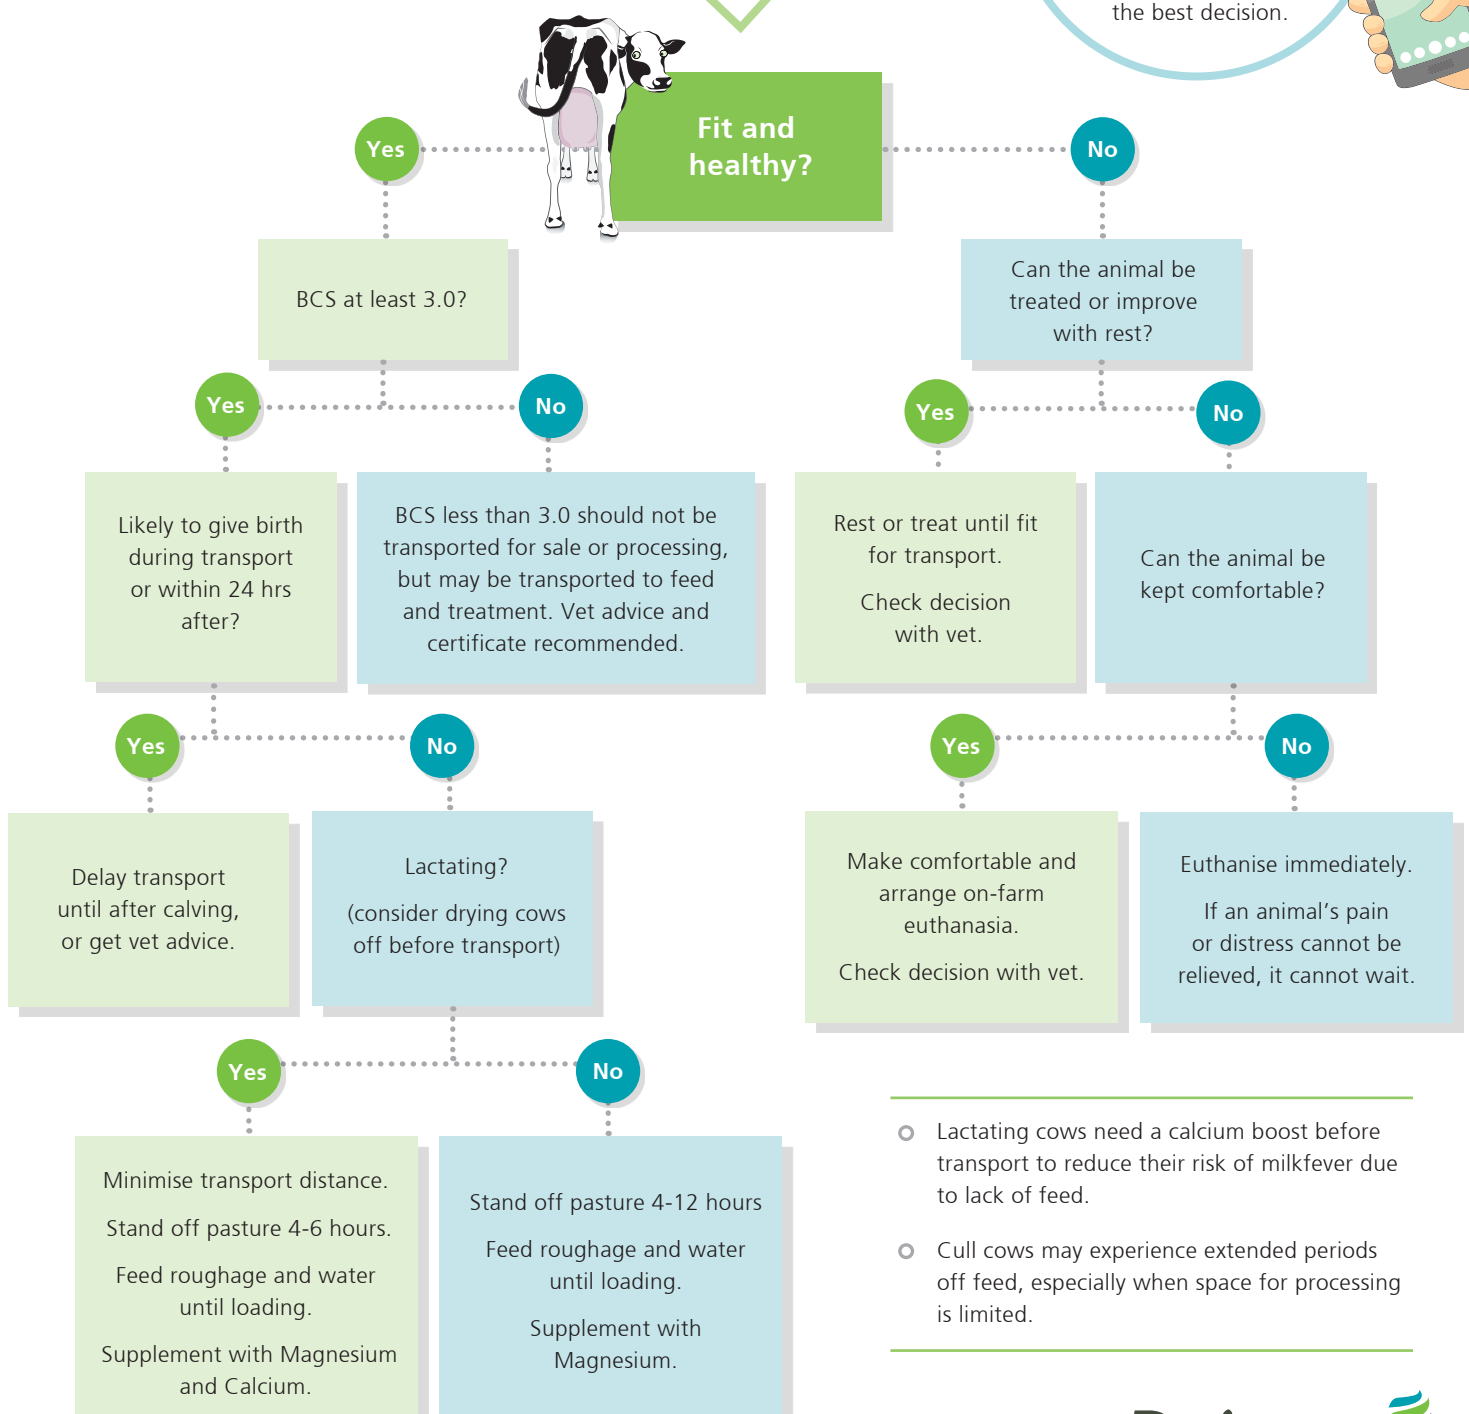 the best decision.
Fit and
healthy?
Yes
No
BCS at least 3.0?
Can the animal be
treated or improve
with rest?
Yes
No
Yes
No
Likely to give birth
during transport
or within 24 hrs
after?
BCS less than 3.0 should not be
transported for sale or processing,
but may be transported to feed
and treatment. Vet advice and
certificate recommended.
Rest or treat until fit
for transport.
Check decision
with vet.
Can the animal be
kept comfortable?
Yes
No
Yes
No
Delay transport
until after calving,
or get vet advice.
Lactating?
(consider drying cows
off before transport)
Make comfortable and
arrange on-farm
euthanasia.
Check decision with vet.
Euthanise immediately.
If an animal’s pain
or distress cannot be
relieved, it cannot wait.
Yes
No
Minimise transport distance.
Stand off pasture 4-6 hours.
Feed roughage and water
until loading.
Supplement with Magnesium
and Calcium.
Stand off pasture 4-12 hours
Feed roughage and water
until loading.
Supplement with
Magnesium.
Lactating cows need a calcium boost before
transport to reduce their risk of milkfever due
to lack of feed.
Cull cows may experience extended periods
off feed, especially when space for processing
is limited.